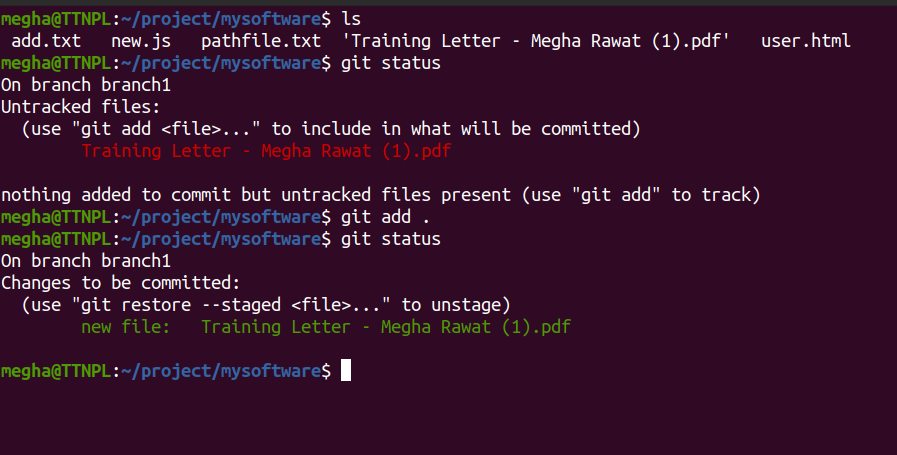 megha@TTNPL:~/project/mysoftware$ ls
add.txt   new.js   pathfile.txt  'Training Letter - Megha Rawat (1).pdf'   user.html
megha@TTNPL:~/project/mysoftware$ git status
On branch branch1
Untracked files:
  (use "git add <file>..." to include in what will be committed)
        Training Letter - Megha Rawat (1).pdf
nothing added to commit but untracked files present (use "git add" to track)
megha@TTNPL:~/project/mysoftware$ git add .
megha@TTNPL:~/project/mysoftware$ git status
On branch branch1
Changes to be committed:
  (use "git restore --staged <file>..." to unstage)
        new file:   Training Letter - Megha Rawat (1).pdf
megha@TTNPL:~/project/mysoftware$